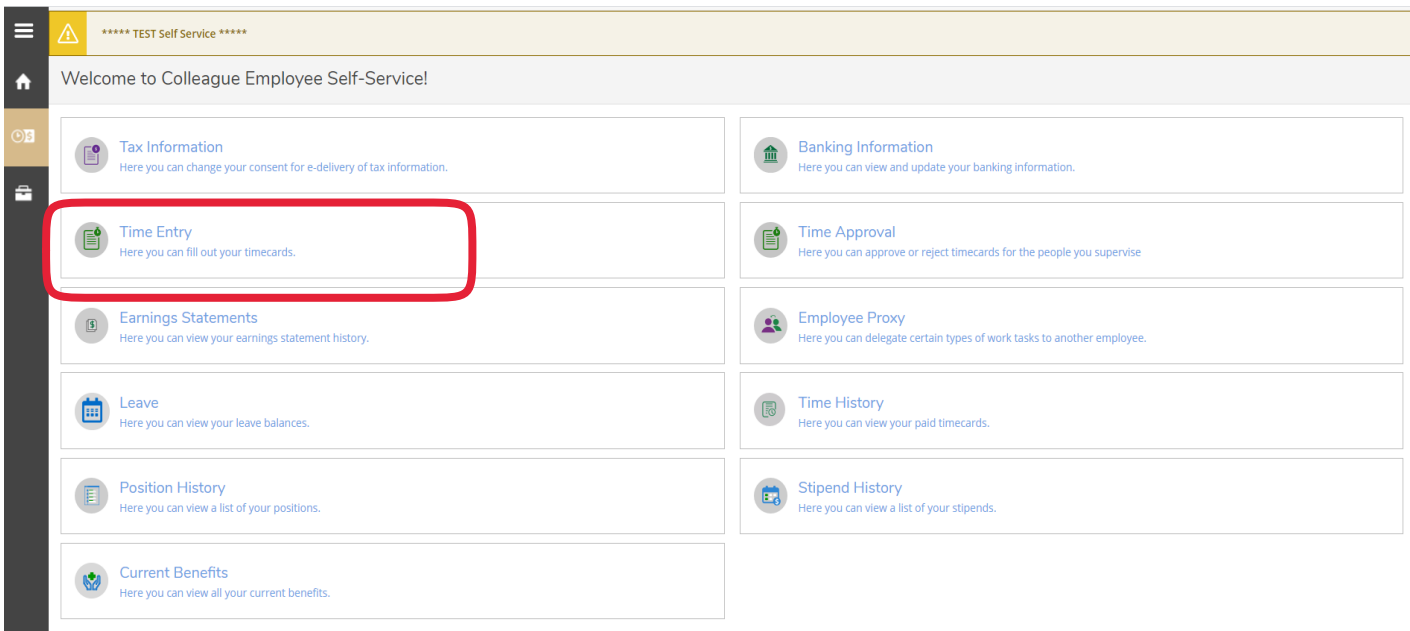 ***** TEST Self Service *****
Welcome to Colleague Employee Self-Service!
Tax Information
Here you can change your consent for e-delivery of tax information.
Banking Information
Here you can view and update your banking information.
Time Entry
Here you can fill out your timecards.
Time Approval
Here you can approve or reject timecards for the people you supervise
Earnings Statements
Here you can view your earnings statement history.
Employee Proxy
Here you can delegate certain types of work tasks to another employee.
Leave
Here you can view your leave balances.
Time History
Here you can view your paid timecards.
Position History
Here you can view a list of your positions.
Stipend History
Here you can view a list of your stipends.
Current Benefits
Here you can view all your current benefits.